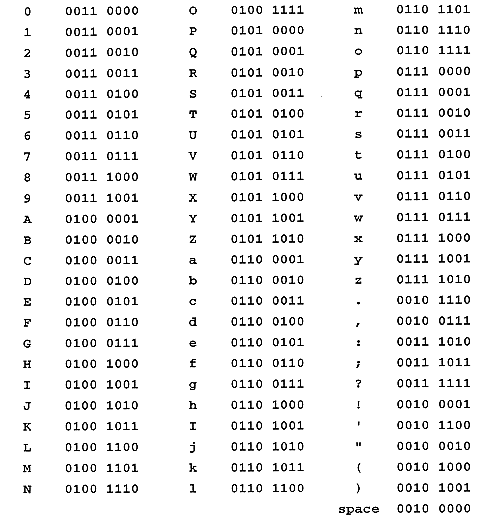 0 0011 0000 O 0100 1111 m 0110 1101
1 0011 0001 P 0101 0000 n 0110 1110
2 0011 0010 Q 0101 0001 o 0110 1111
3 0011 0011 R 0101 0010 p 0111 0000
4 0011 0100 S 0101 0011 q 0111 0001
5 0011 0101 T 0101 0100 r 0111 0010
6 0011 0110 U 0101 0101 s 0111 0011
7 0011 0111 V 0101 0110 t 0111 0100
8 0011 1000 W 0101 0111 u 0111 0101
9 0011 1001 X 0101 1000 v 0111 0110
A 0100 0001 Y 0101 1001 w 0111 0111
B 0100 0010 Z 0101 1010 x 0111 1000
C 0100 0011 a 0110 0001 y 0111 1001
D 0100 0100 b 0110 0010 z 0111 1010
E 0100 0101 c 0110 0011 . 0010 1110
F 0100 0110 d 0110 0100 , 0010 0111
G 0100 0111 e 0110 0101 : 0011 1010
H 0100 1000 f 0110 0110 ; 0011 1011
I 0100 1001 g 0110 0111 ? 0011 1111
J 0100 1010 h 0110 1000 ! 0010 0001
K 0100 1011 I 0110 1001 ' 0010 1100
L 0100 1100 j 0110 1010 " 0010 0010
M 0100 1101 k 0110 1011 ( 0010 1000
N 0100 1110 l 0110 1100 ) 0010 1001
space 0010 0000